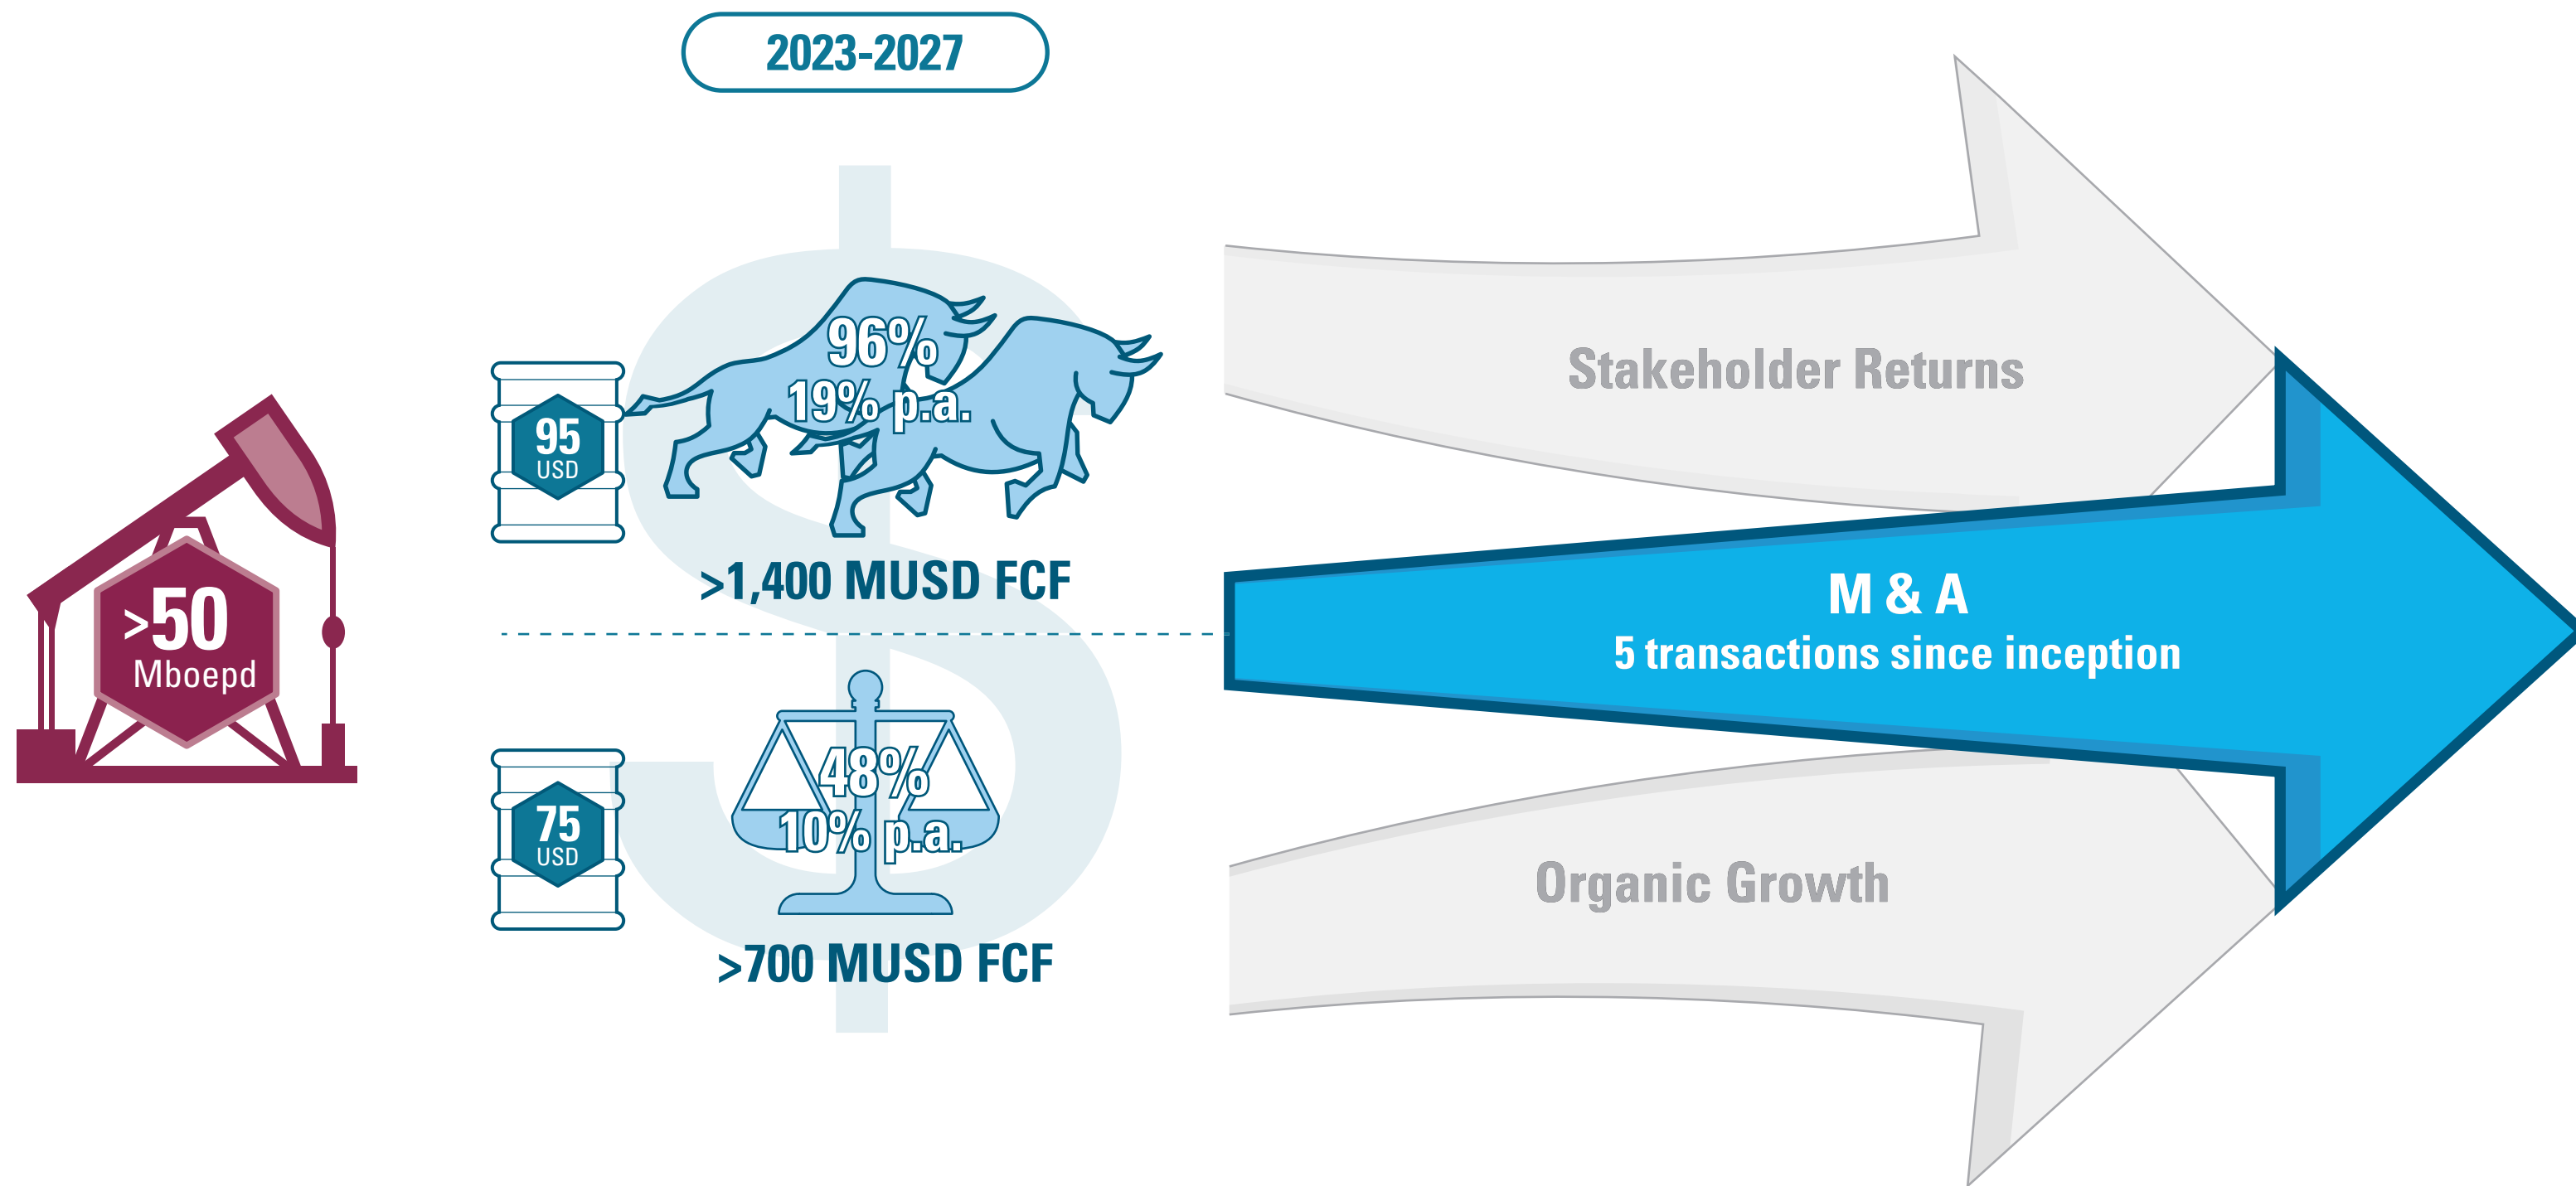 2023-2027
>50
Mboepd
95
USD
96%
19% p.a.
>1,400 MUSD FCF
75
USD
48%
10% p.a.
>700 MUSD FCF
Stakeholder Returns
M & A
5 transactions since inception
Organic Growth